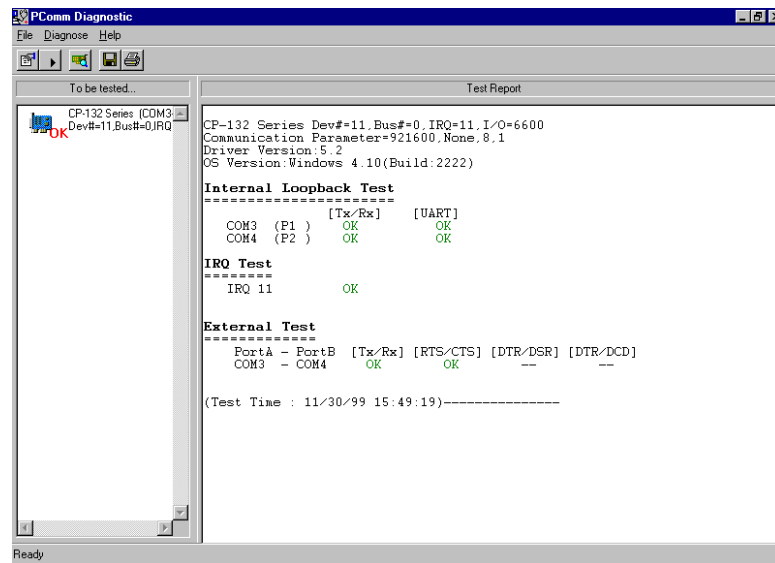 PComm Diagnostic
File Diagnose Help
To be tested...
Test Report
CP-132 Series (COM3-
Dev#=11,Bus#=0,IRQ
OK
CP-132 Series Dev#=11,Bus#=0,IRQ=11,I/O=6600
Communication Parameter=921600,None,8,1
Driver Version:5.2
OS Version:Windows 4.10(Build:2222)
Internal Loopback Test
========================
[Tx/Rx] [UART]
COM3 (P1 ) OK OK
COM4 (P2 ) OK OK
IRQ Test
========
IRQ 11 OK
External Test
=============
PortA - PortB [Tx/Rx] [RTS/CTS] [DTR/DSR] [DTR/DCD]
COM3 - COM4 OK OK -- --
(Test Time : 11/30/99 15:49:19)---------------
Ready